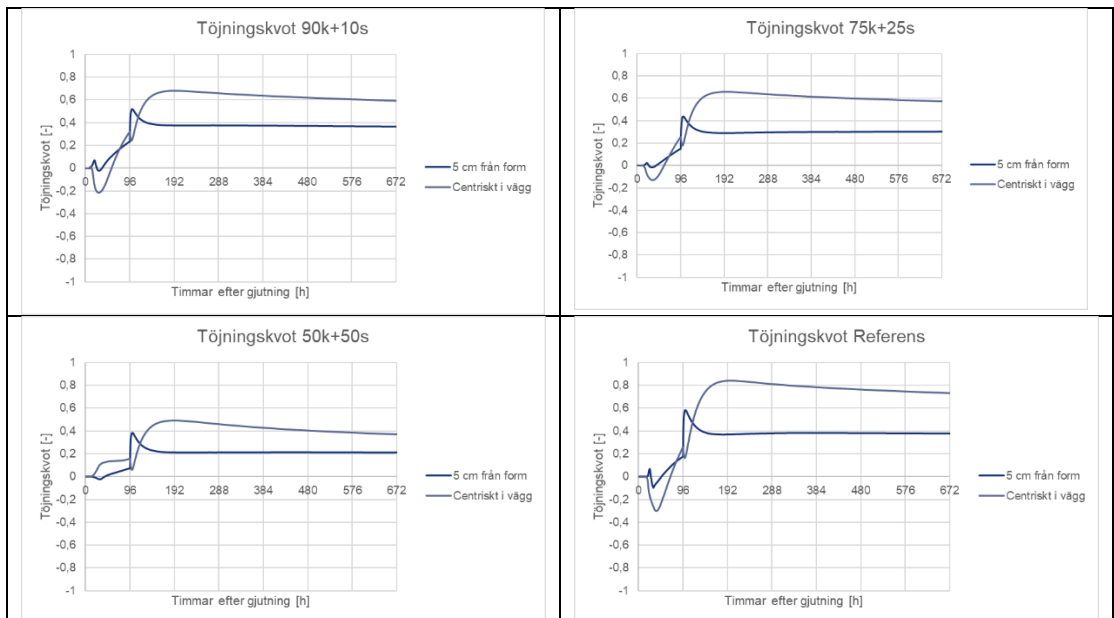 Töjningskvot 90k+10s
1
0,8
0,6
0,4
0,2
0
-0,2
-0,4
-0,6
-0,8
-1
0 96 192 288 384 480 576 672
Töjningskvot [-]
Timmar efter gjutning [h]
5 cm från form
Centriskt i vägg
Töjningskvot 75k+25s
1
0,8
0,6
0,4
0,2
0
-0,2
-0,4
-0,6
-0,8
-1
0 96 192 288 384 480 576 672
Töjningskvot [-]
Timmar efter gjutning [h]
5 cm från form
Centriskt i vägg
Töjningskvot 50k+50s
1
0,8
0,6
0,4
0,2
0
-0,2
-0,4
-0,6
-0,8
-1
0 96 192 288 384 480 576 672
Töjningskvot [-]
Timmar efter gjutning [h]
5 cm från form
Centriskt i vägg
Töjningskvot Referens
1
0,8
0,6
0,4
0,2
0
-0,2
-0,4
-0,6
-0,8
-1
0 96 192 288 384 480 576 672
Töjningskvot [-]
Timmar efter gjutning [h]
5 cm från form
Centriskt i vägg